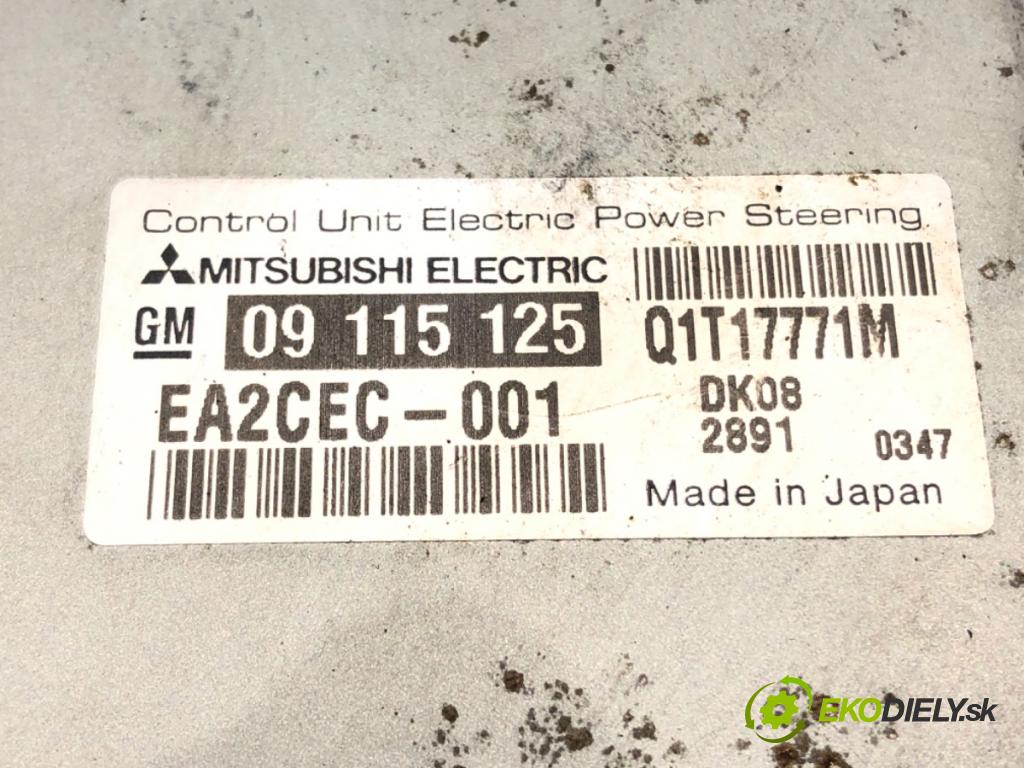 Control Unit Electric Power Steering
MITSUBISHI ELECTRIC
GM 09 115 125 Q1T17771M
EA2CEC-001 DK08
2891 0347
Made in Japan
EKODIELY.sk